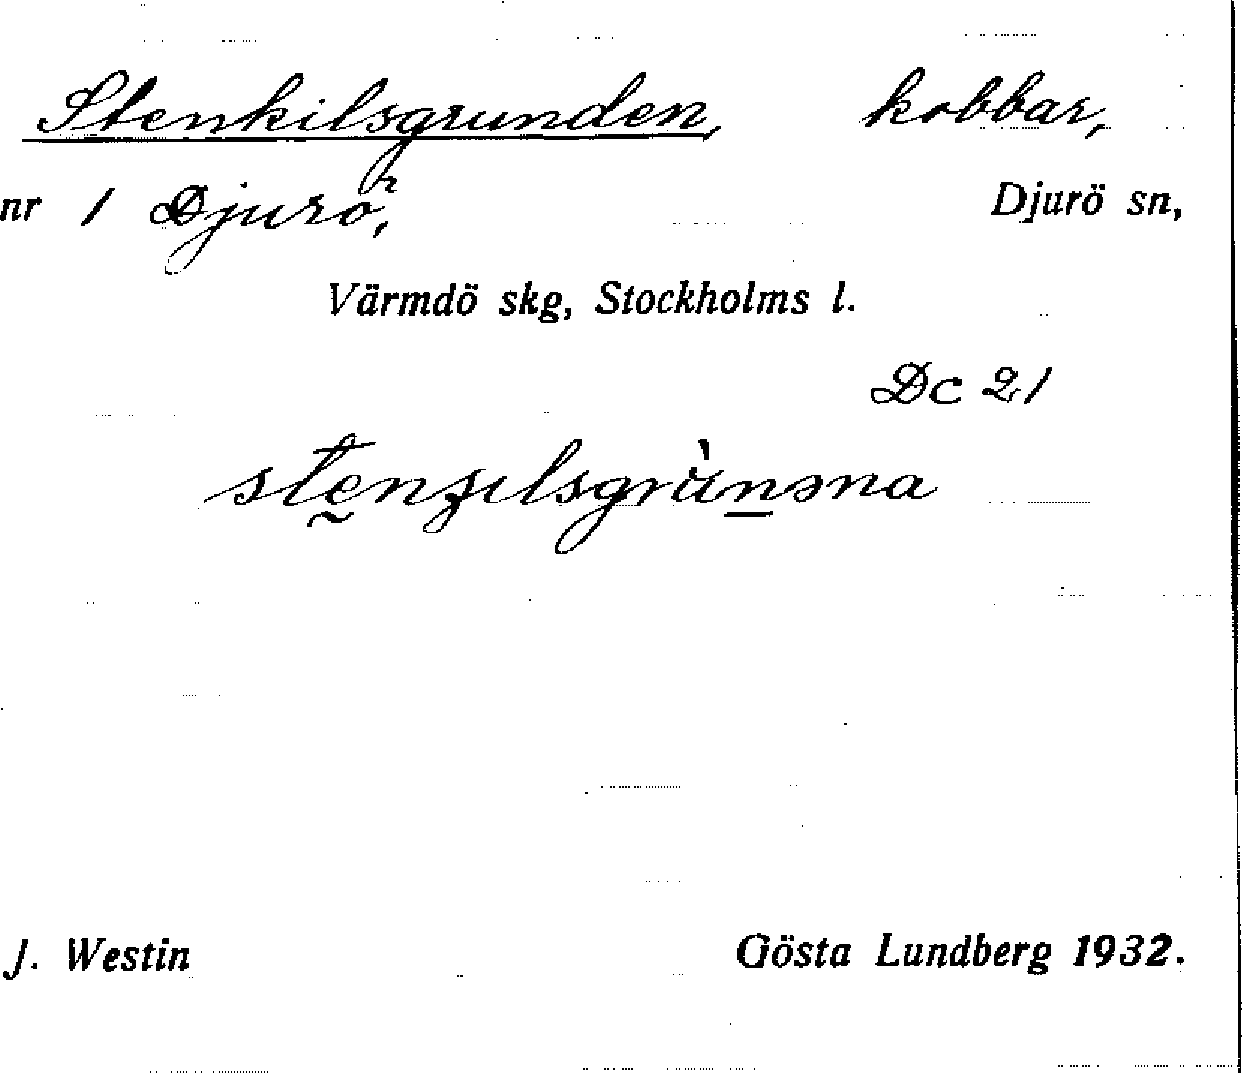 Stenkilsgrunden, kobbar,
nr 1 Djurö, Djurö sn,
Värmdö skg, Stockholms l.
Dc 21
J. Westin Gösta Lundberg 1932.